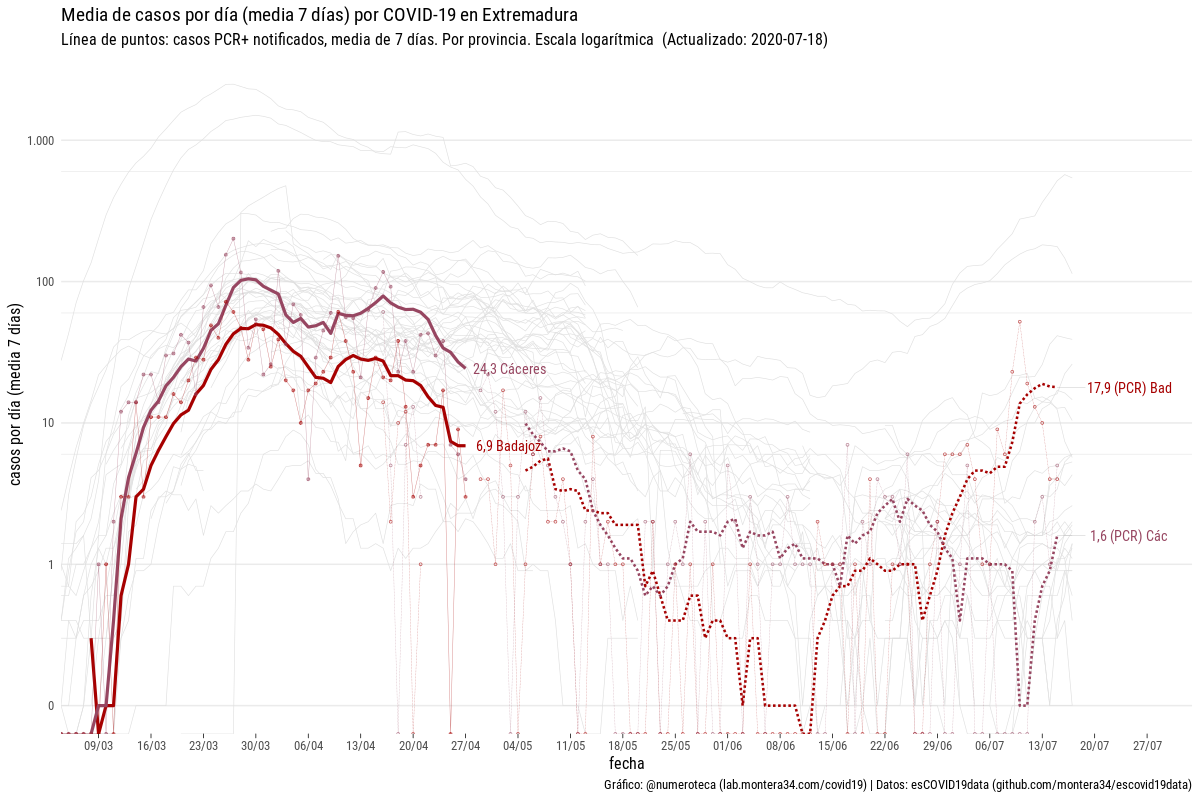 Media de casos por día (media 7 días) por COVID-19 en Extremadura
Línea de puntos: casos PCR+ notificados, media de 7 días. Por provincia. Escala logarítmica  (Actualizado: 2020-07-18)
casos por día (media 7 días)
1.000
100
10
1
0
24,3 Cáceres
6,9 Badajoz
17,9 (PCR) Bad
1,6 (PCR) Các
09/03 16/03 23/03 30/03 06/04 13/04 20/04 27/04 04/05 11/05 18/05 25/05 01/06 08/06 15/06 22/06 29/06 06/07 13/07 20/07 27/07
fecha
Gráfico: @numeroteca (lab.montera34.com/covid19) | Datos: esCOVID19data (github.com/montera34/escovid19data)